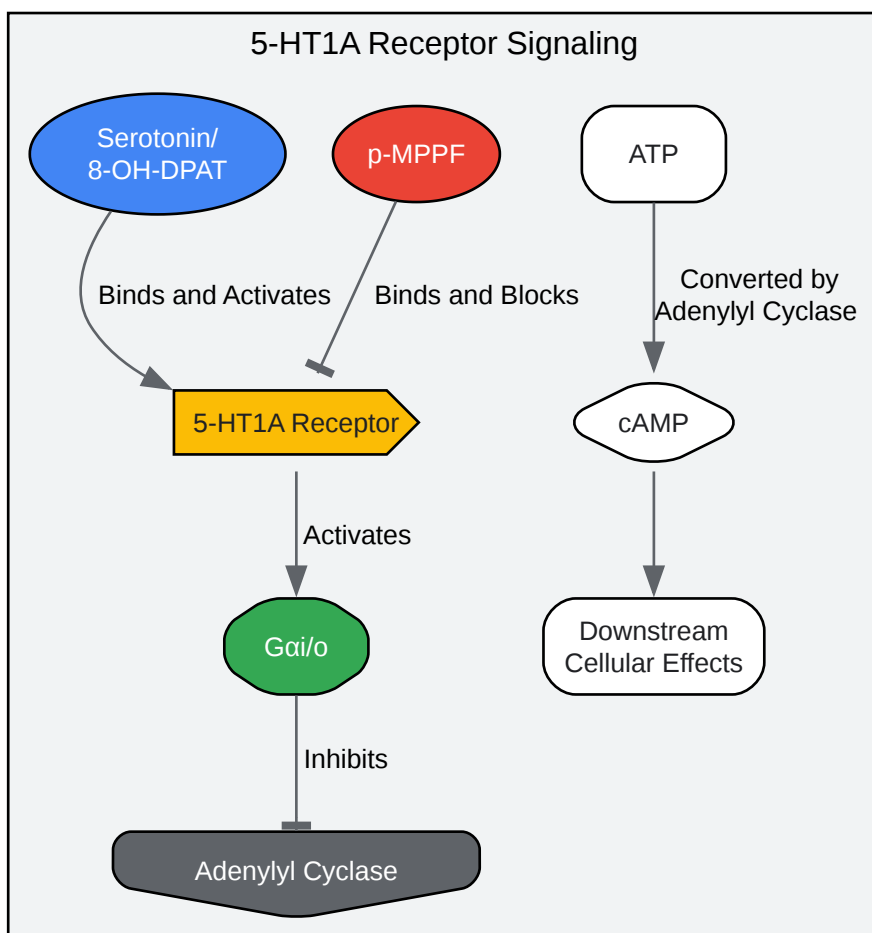 5-HT1A Receptor Signaling
Serotonin/
8-OH-DPAT
p-MPPF
ATP
Binds and Activates
Binds and Blocks
Converted by
Adenylyl Cyclase
5-HT1A Receptor
cAMP
Activates
Gαi/o
Downstream
Cellular Effects
Inhibits
Adenylyl Cyclase